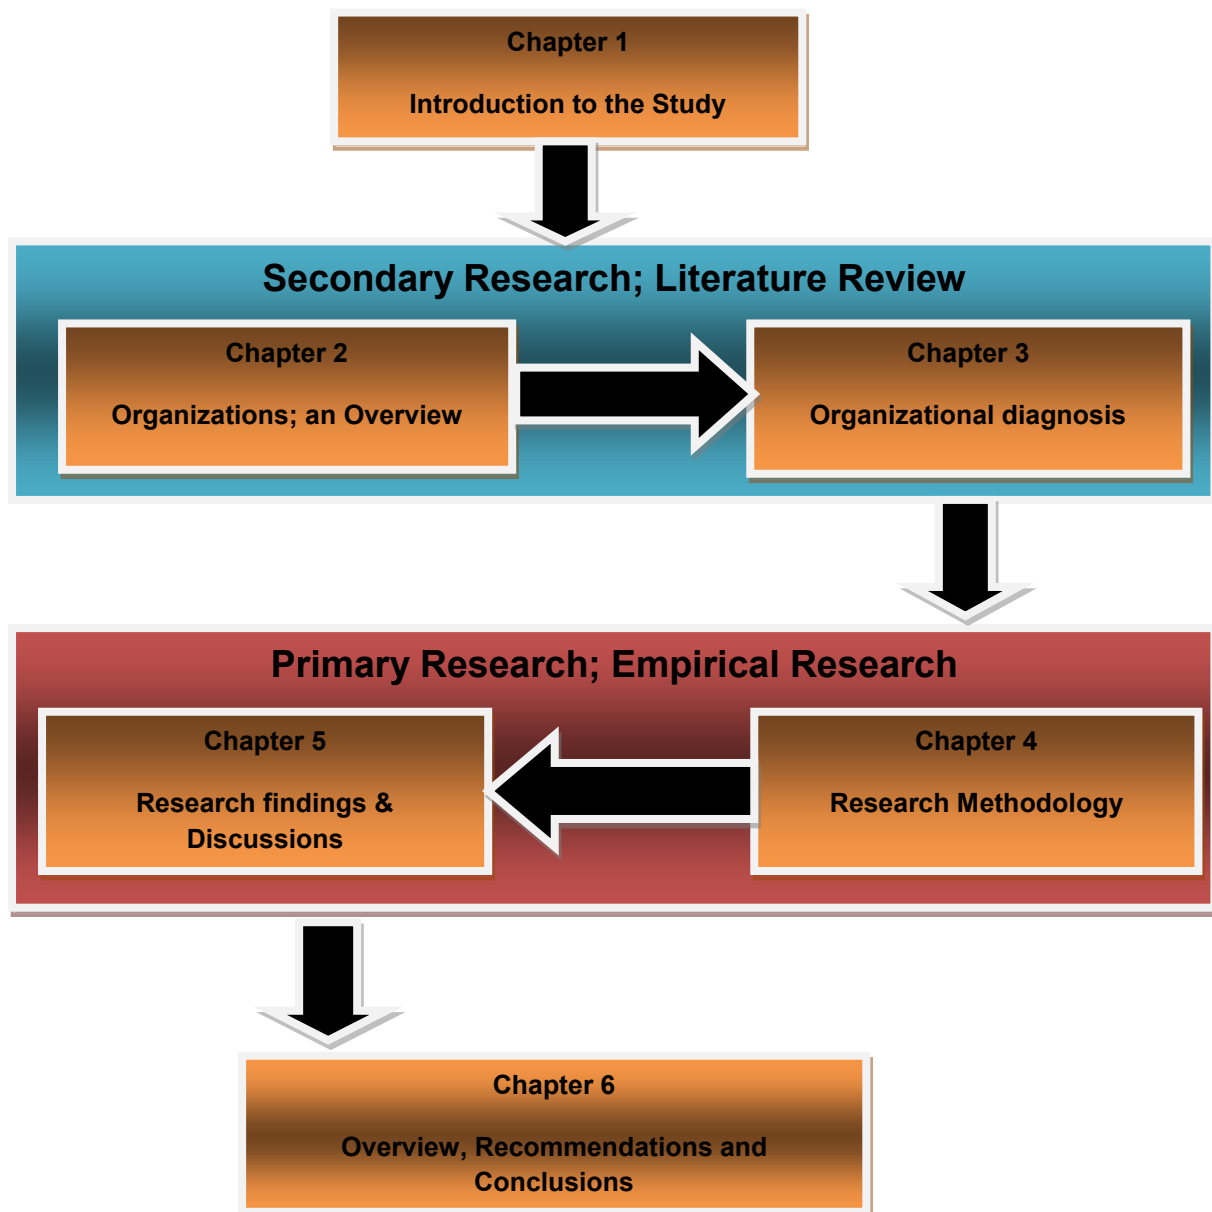 Chapter 1
Introduction to the Study
Secondary Research; Literature Review
Chapter 2
Organizations; an Overview
Chapter 3
Organizational diagnosis
Primary Research; Empirical Research
Chapter 5
Research findings &
Discussions
Chapter 4
Research Methodology
Chapter 6
Overview, Recommendations and
Conclusions